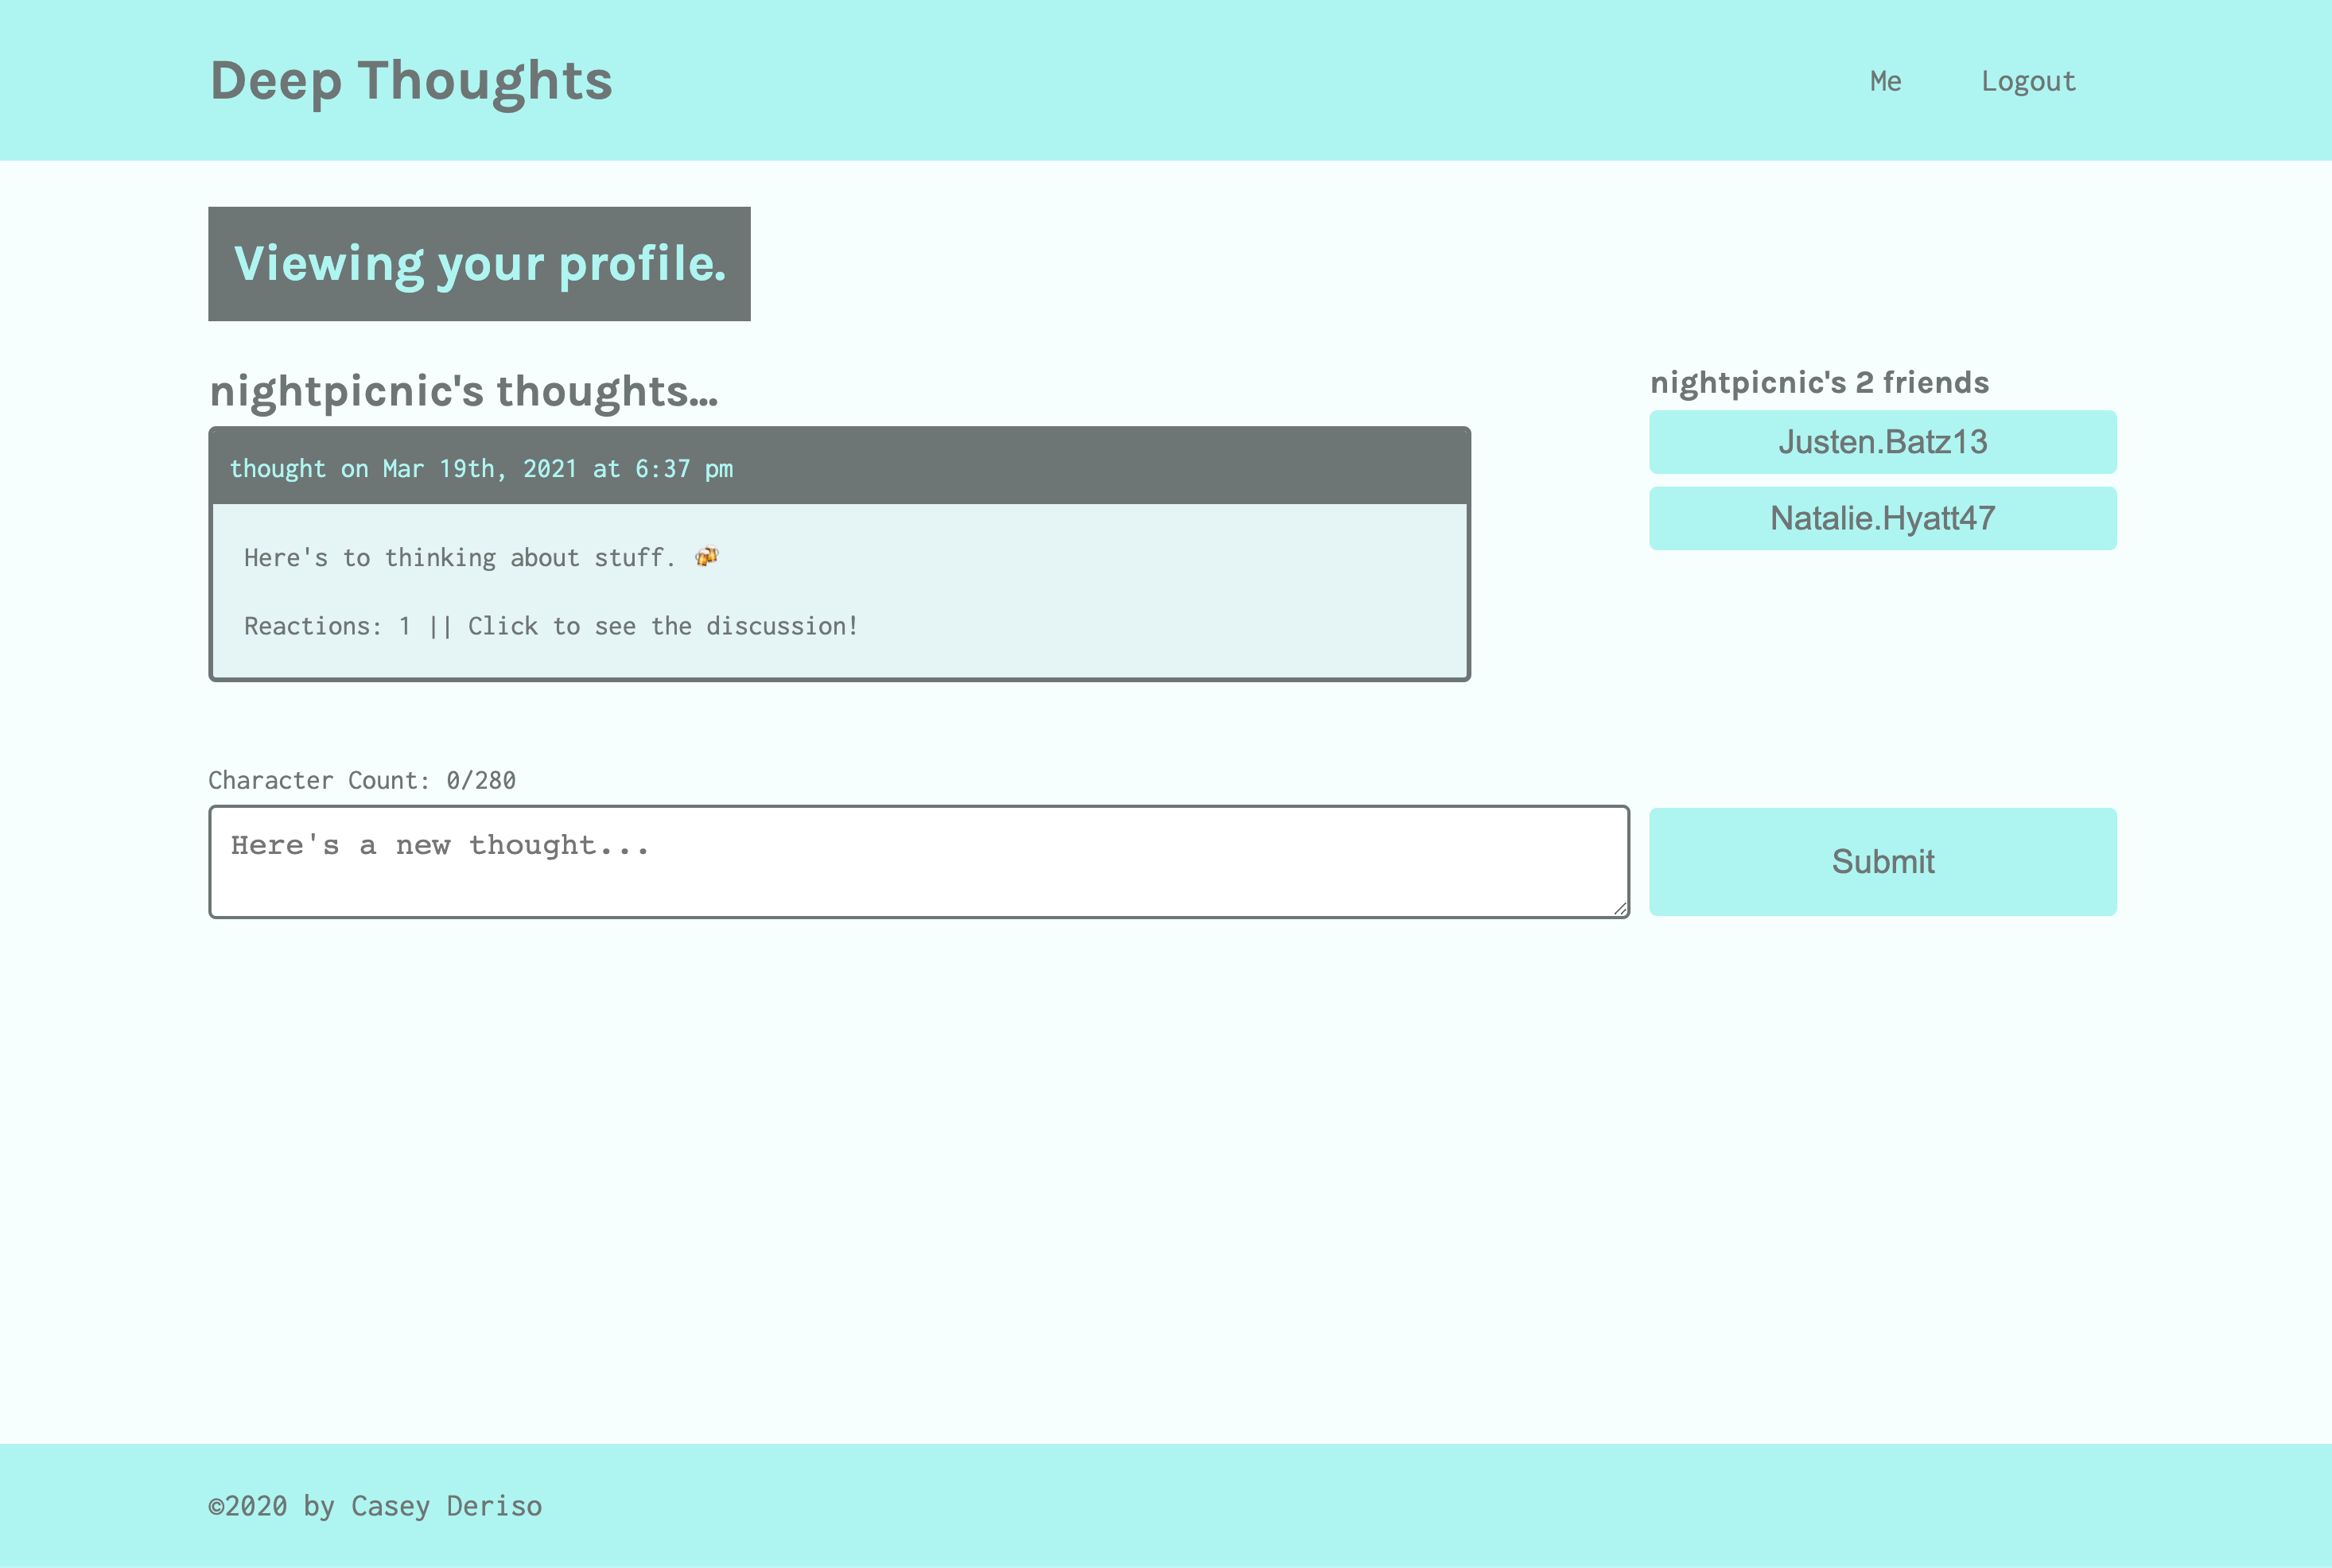 Deep Thoughts
Me
Logout
Viewing your profile.
nightpicnic's thoughts...
thought on Mar 19th, 2021 at 6:37 pm
Here's to thinking about stuff. 🍻
Reactions: 1 || Click to see the discussion!
nightpicnic's 2 friends
Justen.Batz13
Natalie.Hyatt47
Character Count: 0/280
Here's a new thought...
Submit
©2020 by Casey Deriso